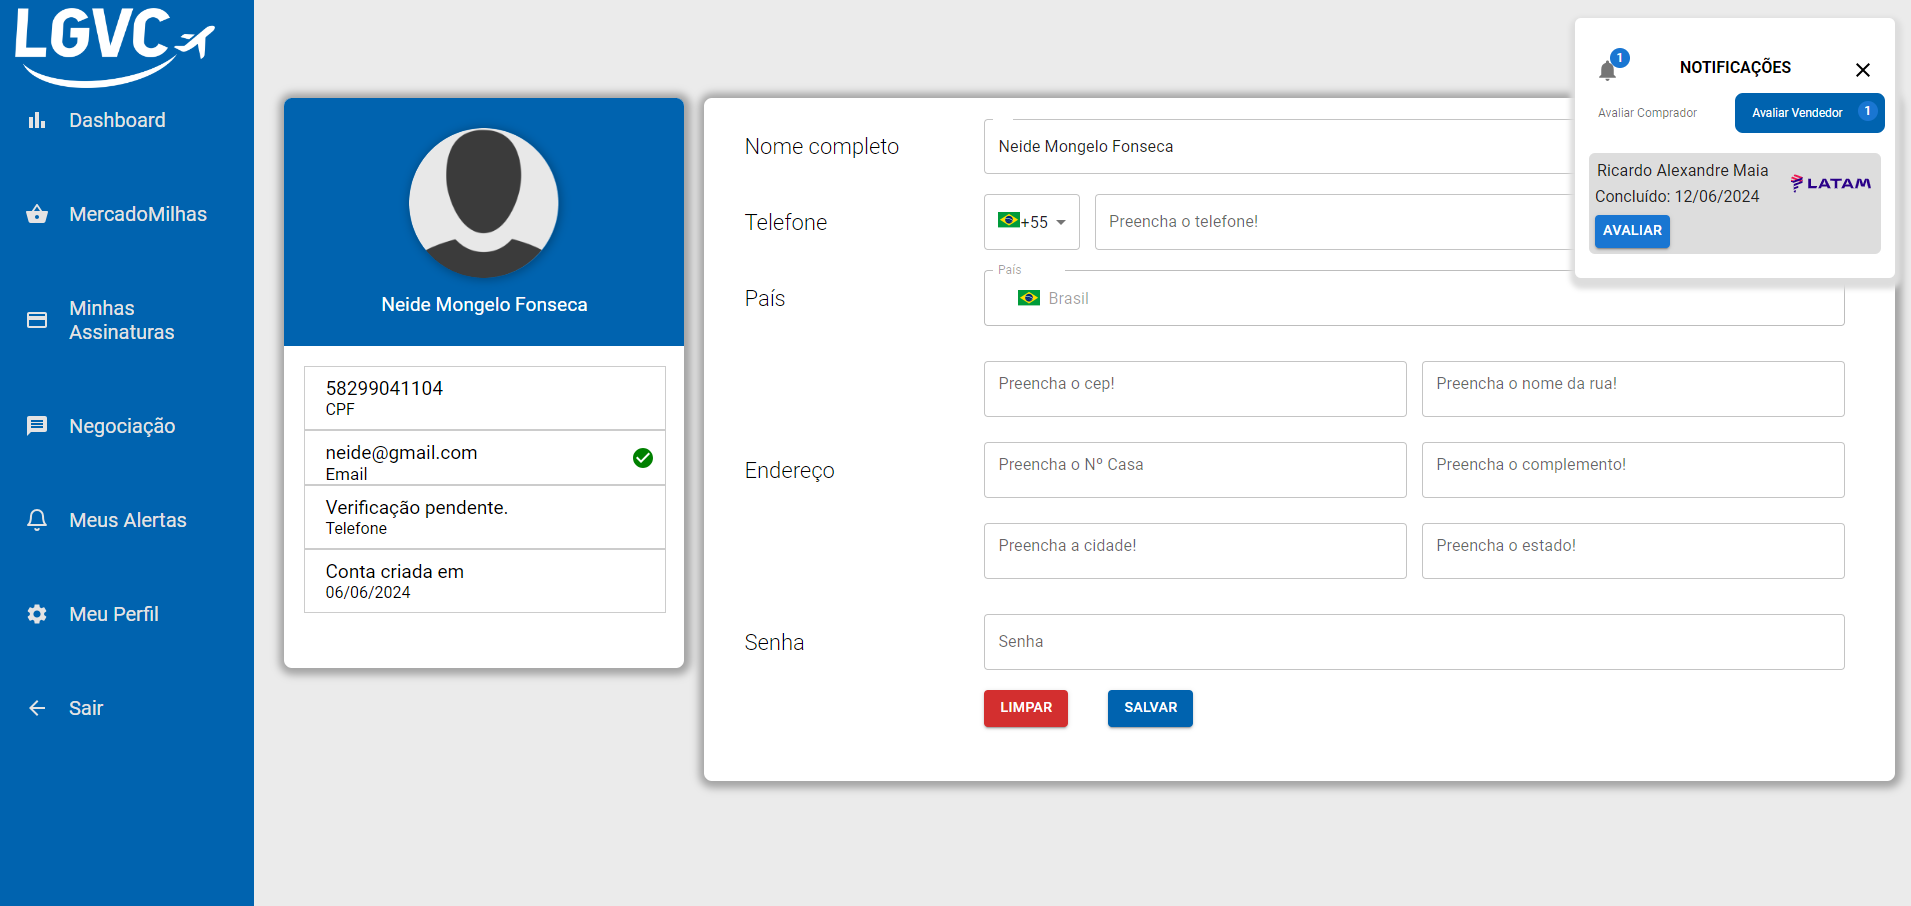 LGVC
Dashboard
MercadoMilhas
Minhas
Assinaturas
Negociação
Meus Alertas
Meu Perfil
Sair
Neide Mongelo Fonseca
58299041104
CPF
neide@gmail.com
Email
Verificação pendente.
Telefone
Conta criada em
06/06/2024
Nome completo
Neide Mongelo Fonseca
Telefone
+55
Preencha o telefone!
País
País
Brasil
Endereço
Preencha o cep!
Preencha o nome da rua!
Preencha o Nº Casa
Preencha o complemento!
Preencha a cidade!
Preencha o estado!
Senha
Senha
LIMPAR
SALVAR
1
NOTIFICAÇÕES
Avaliar Comprador
Avaliar Vendedor
1
Ricardo Alexandre Maia
LATAM
Concluído: 12/06/2024
AVALIAR